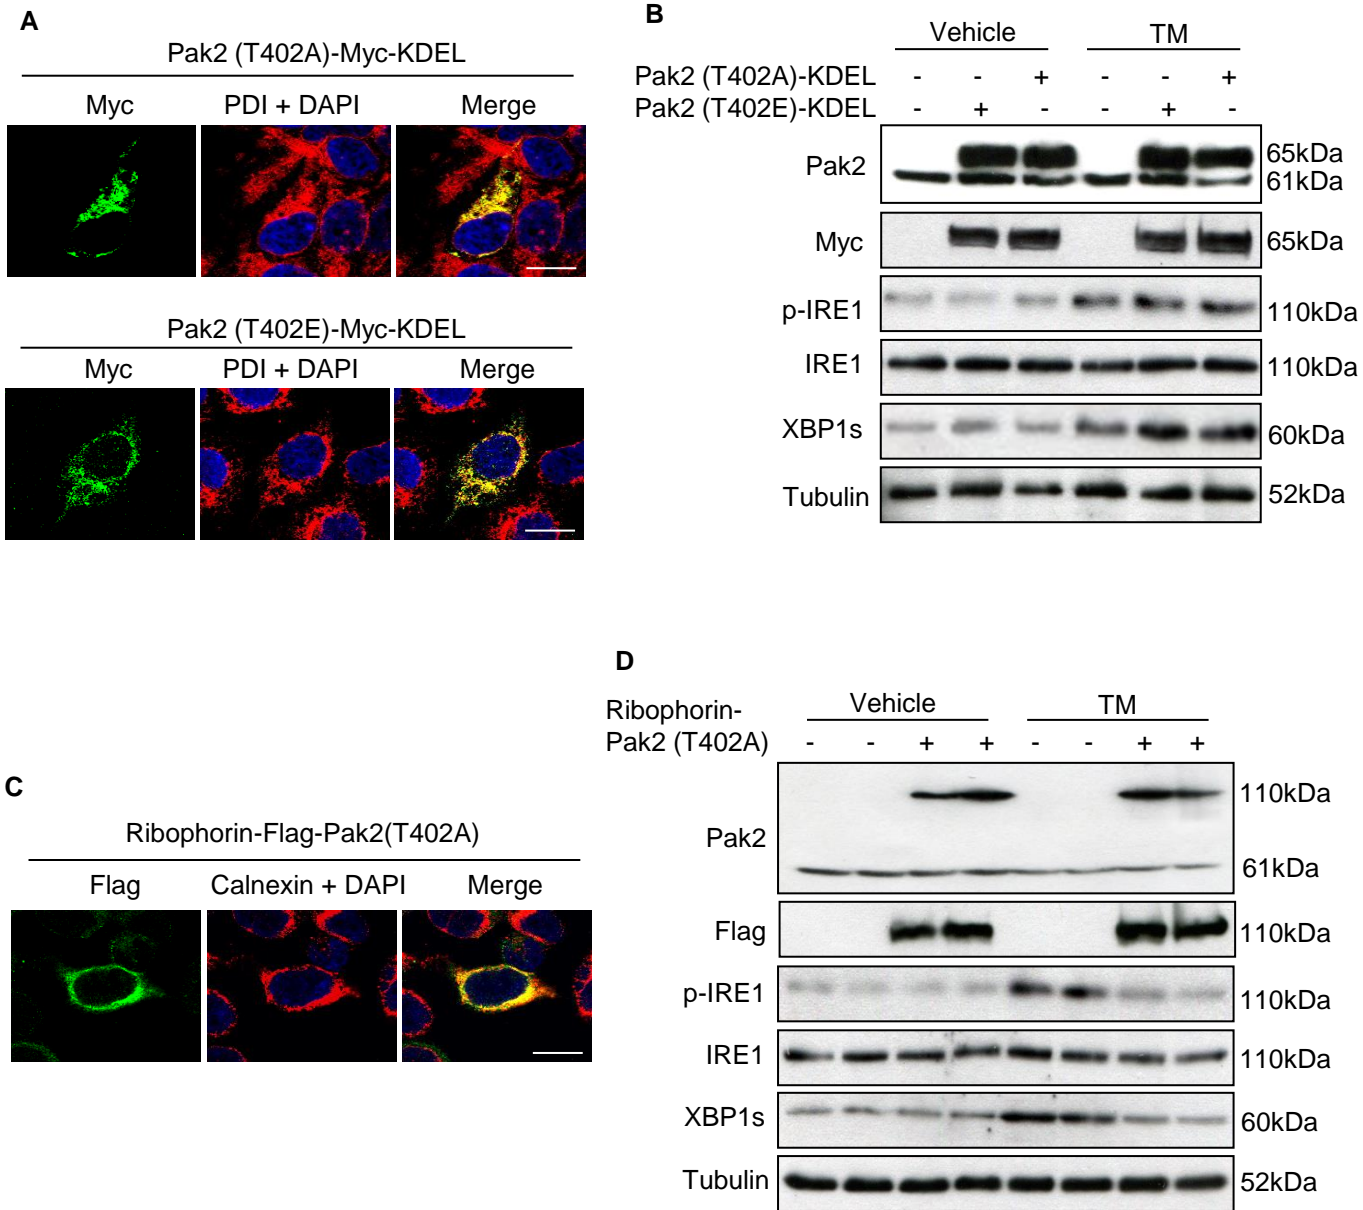 A
Pak2 (T402A)-Myc-KDEL
Myc PDI + DAPI Merge
Pak2 (T402E)-Myc-KDEL
Myc PDI + DAPI Merge
B
Vehicle TM
Pak2 (T402A)-KDEL - - + - - +
Pak2 (T402E)-KDEL - + - - + -
Pak2 65kDa
61kDa
Myc 65kDa
p-IRE1 110kDa
IRE1 110kDa
XBP1s 60kDa
Tubulin 52kDa
C
Ribophorin-Flag-Pak2(T402A)
Flag Calnexin + DAPI Merge
D
Vehicle TM
Ribophorin-
Pak2 (T402A) - - + + - - + +
Pak2 110kDa
61kDa
Flag 110kDa
p-IRE1 110kDa
IRE1 110kDa
XBP1s 60kDa
Tubulin 52kDa